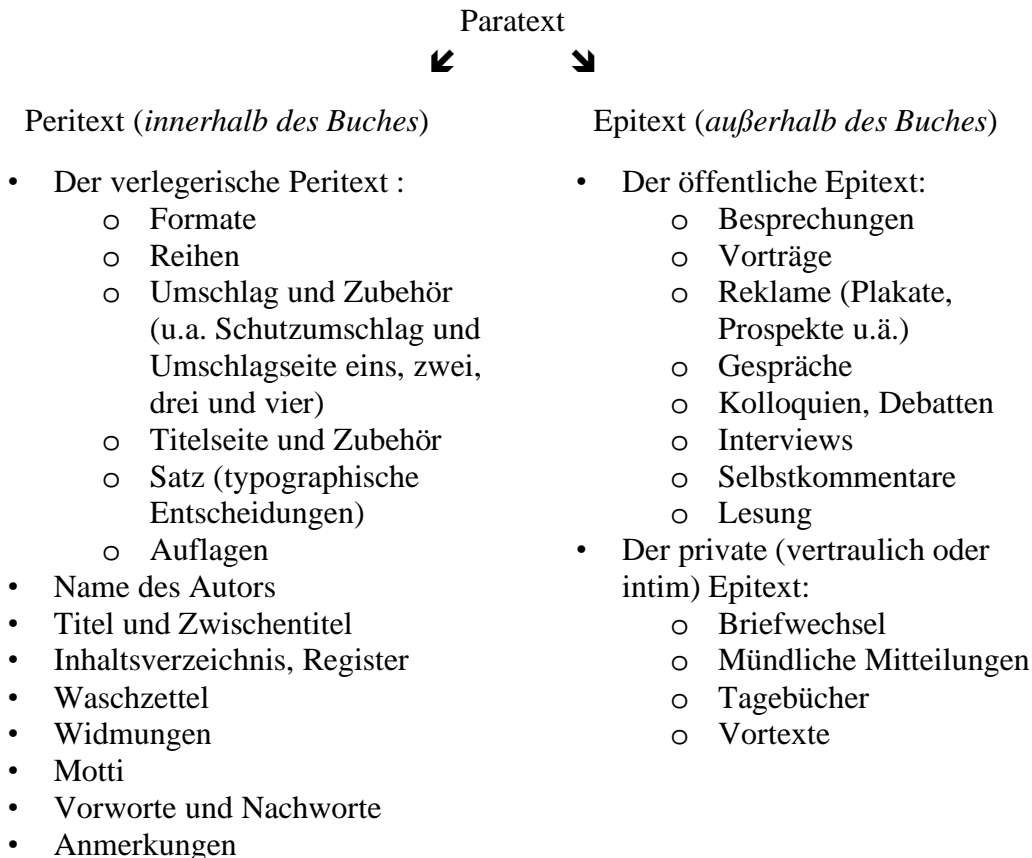 Paratext
Peritext (innerhalb des Buches)
• Der verlegerische Peritext :
o Formate
o Reihen
o Umschlag und Zubehör
(u.a. Schutzumschlag und
Umschlagseite eins, zwei,
drei und vier)
o Titelseite und Zubehör
o Satz (typographische
Entscheidungen)
o Auflagen
• Name des Autors
• Titel und Zwischentitel
• Inhaltsverzeichnis, Register
• Waschzettel
• Widmungen
• Motti
• Vorworte und Nachworte
• Anmerkungen
Epitext (außerhalb des Buches)
• Der öffentliche Epitext:
o Besprechungen
o Vorträge
o Reklame (Plakate,
Prospekte u.ä.)
o Gespräche
o Kolloquien, Debatten
o Interviews
o Selbstkommentare
o Lesung
• Der private (vertraulich oder
intim) Epitext:
o Briefwechsel
o Mündliche Mitteilungen
o Tagebücher
o Vortexte